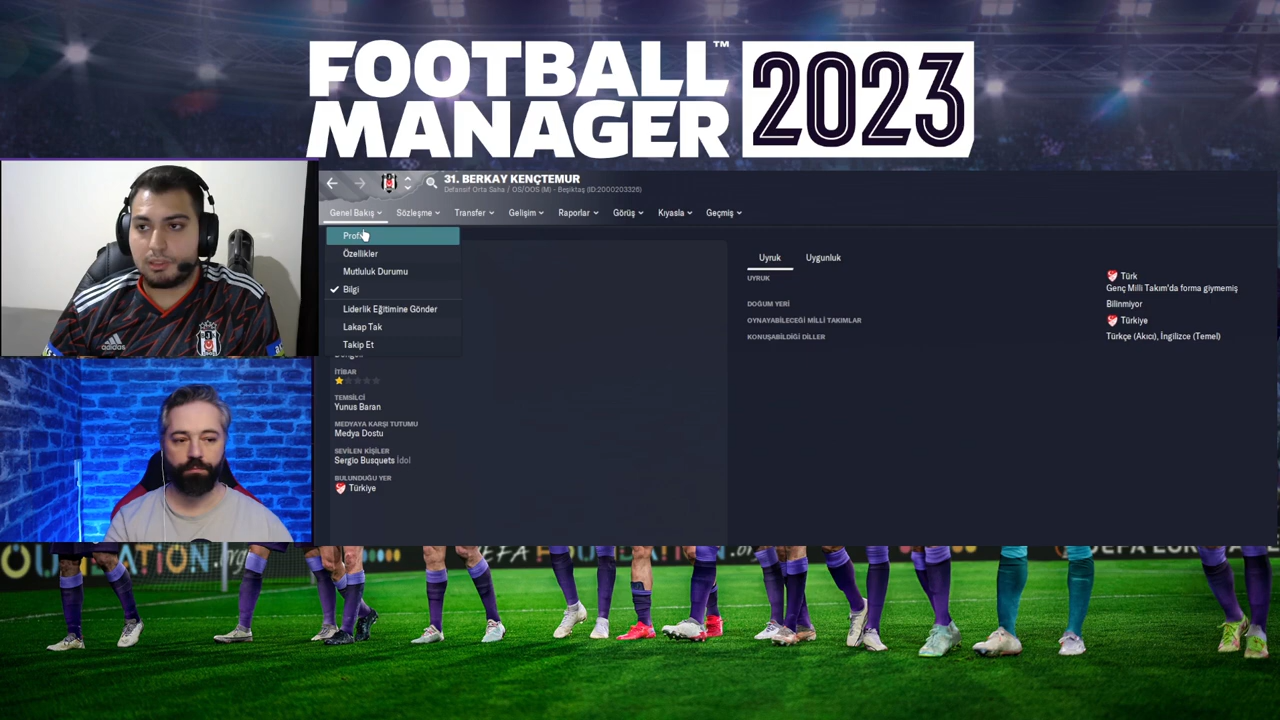 FOOTBALL™
MANAGER 2023
31. BERKAY KENÇTEMUR
Defansif Orta Saha / OS/OOS (M) - Beşiktaş (ID:2000203326)
Genel Bakış Sözleşme Transfer Gelişim Raporlar Görüş Kıyasla Geçmiş
Profil
Özellikler
Mutluluk Durumu
Bilgi
Liderlik Eğitimine Gönder
Lakap Tak
Takip Et
İTİBAR
TEMSİLCİ
Yunus Baran
MEDYAYA KARŞI TUTUMU
Medya Dostu
SEVİLEN KİŞİLER
Sergio Busquets İdol
BULUNDUĞU YER
Türkiye
Uyruk Uygunluk
UYRUK
Türk
Genç Milli Takım'da forma giymemiş
DOĞUM YERİ
Bilinmiyor
OYNAYABİLECEĞİ MİLLİ TAKIMLAR
Türkiye
KONUŞABİLDİĞİ DİLLER
Türkçe (Akıcı), İngilizce (Temel)
adidas